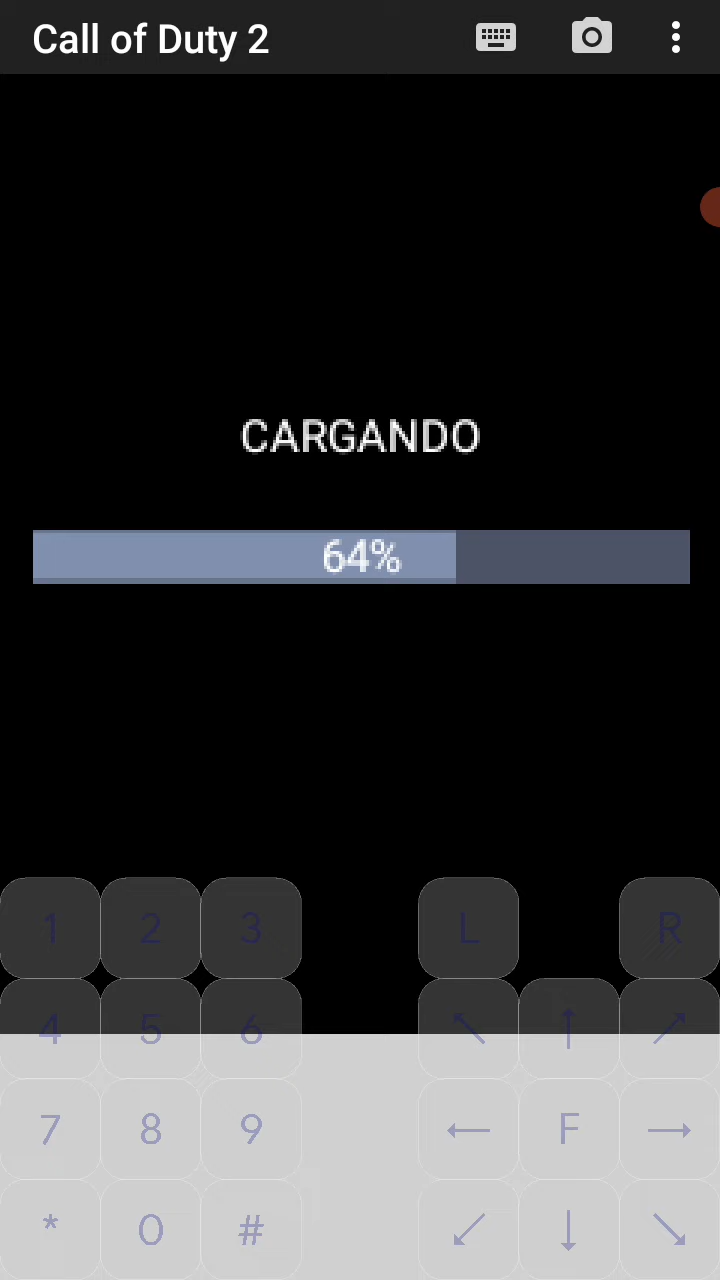 Call of Duty 2
CARGANDO
64%
1 2 3 L R
4 5 6 ↖ ↑ ↗
7 8 9 ← F →
* 0 # ↙ ↓ ↘